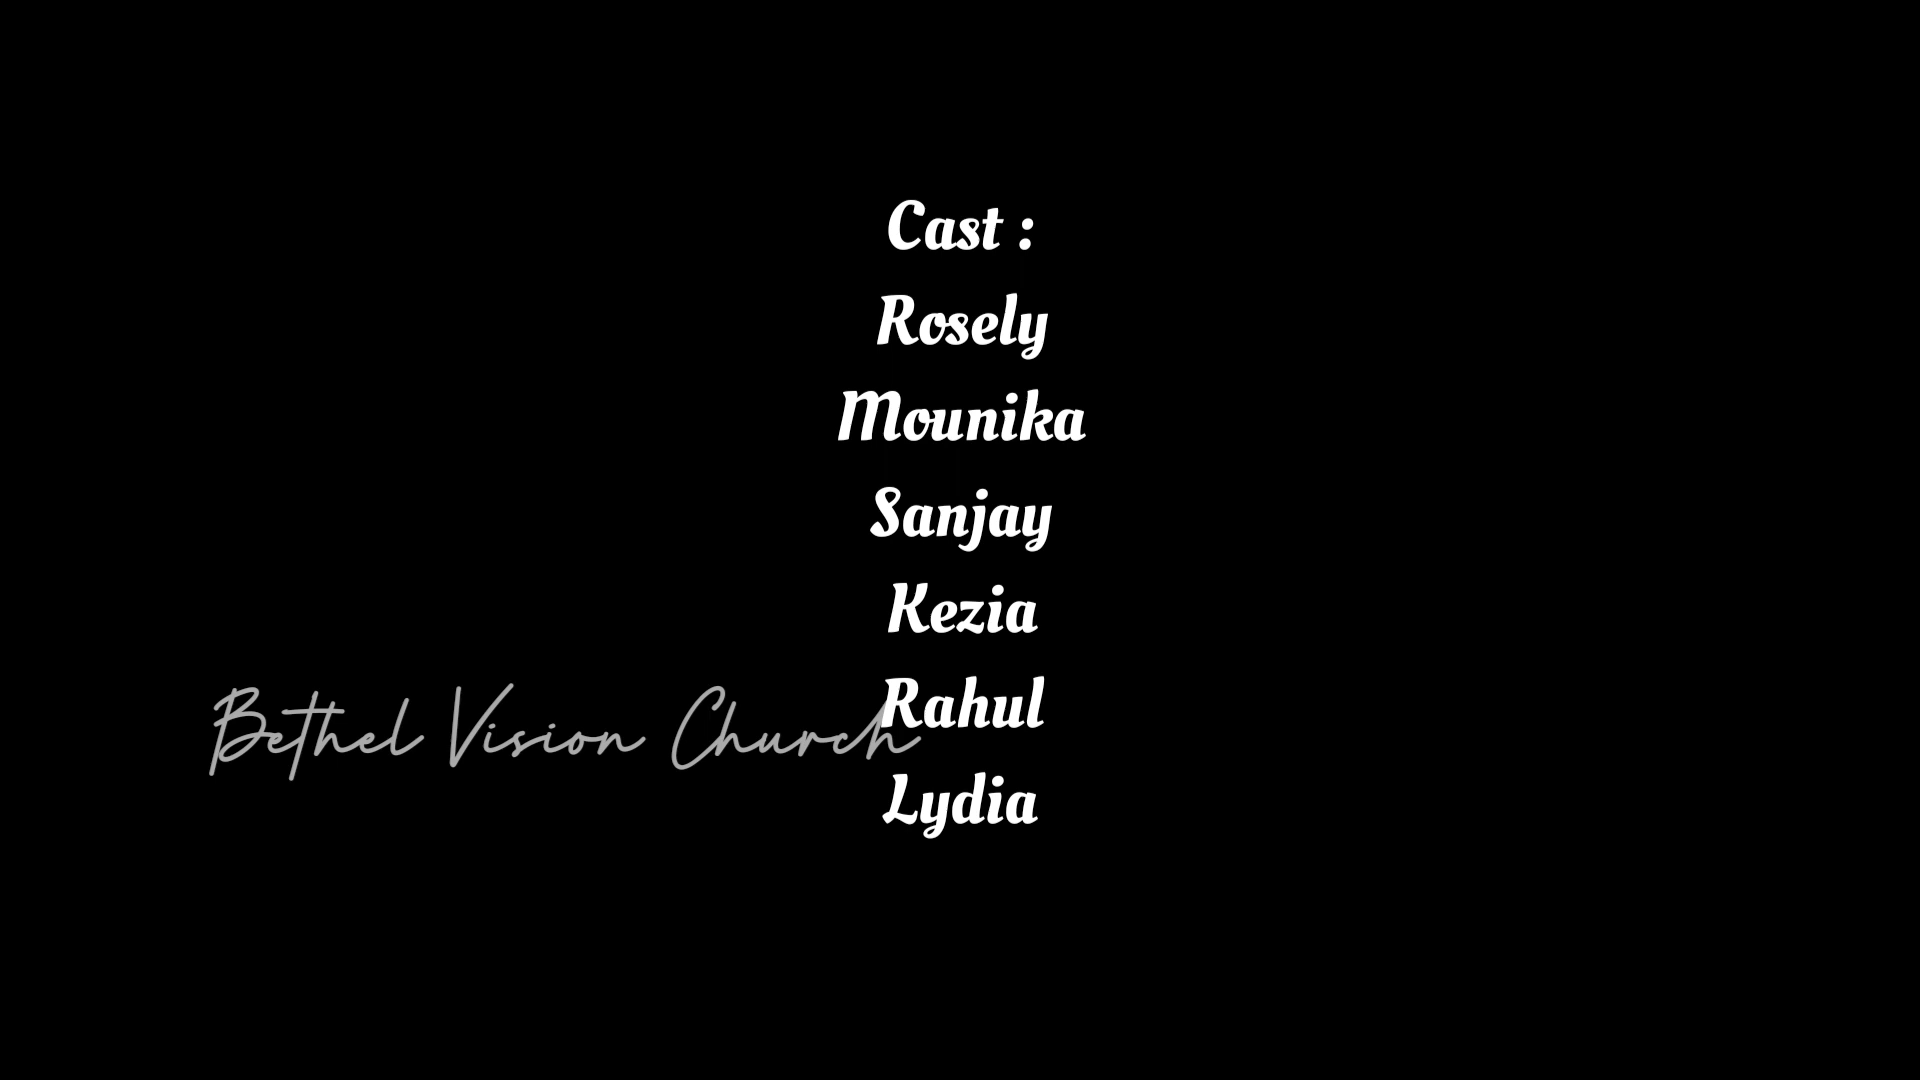 Cast :
Rosely
Mounika
Sanjay
Kezia
Rahul
Bethel Vision Church
Lydia